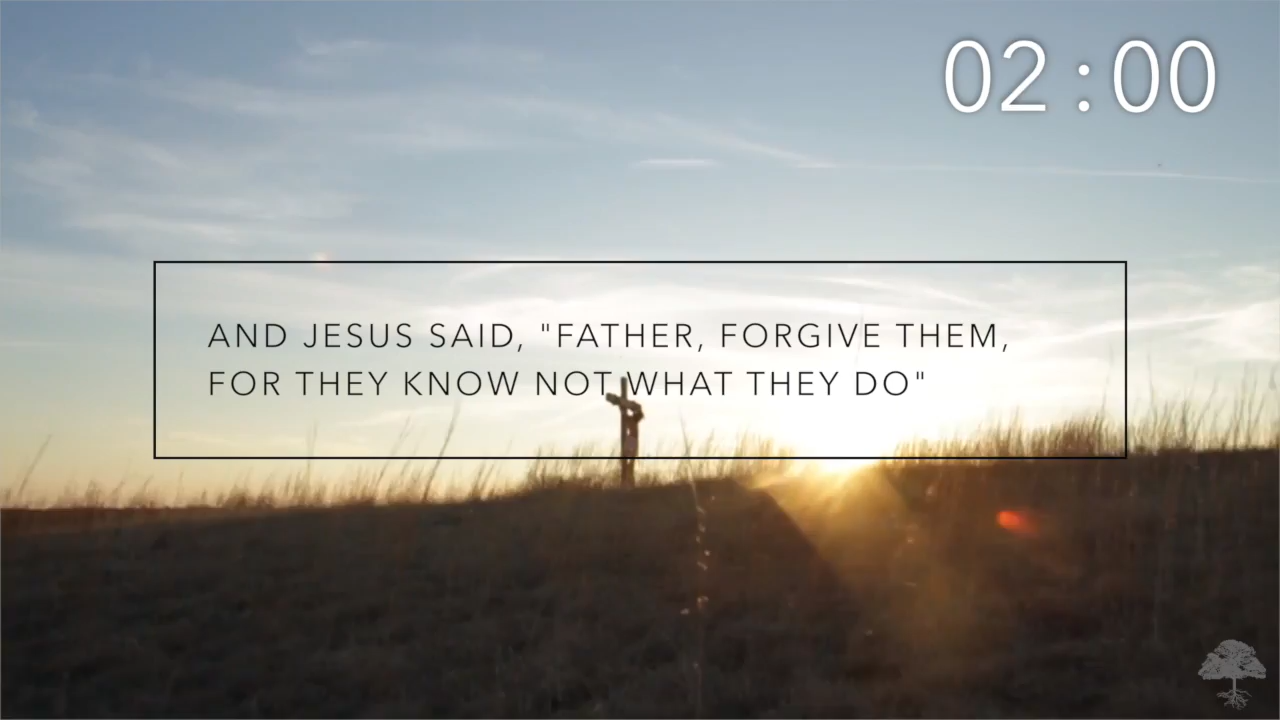 02:00
AND JESUS SAID, "FATHER, FORGIVE THEM,
FOR THEY KNOW NOT WHAT THEY DO"